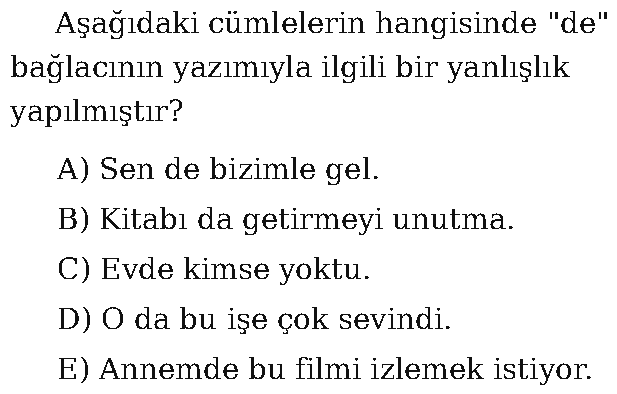 Aşağıdaki cümlelerin hangisinde "de"
bağlacının yazımıyla ilgili bir yanlışlık
yapılmıştır?
A) Sen de bizimle gel.
B) Kitabı da getirmeyi unutma.
C) Evde kimse yoktu.
D) O da bu işe çok sevindi.
E) Annemde bu filmi izlemek istiyor.